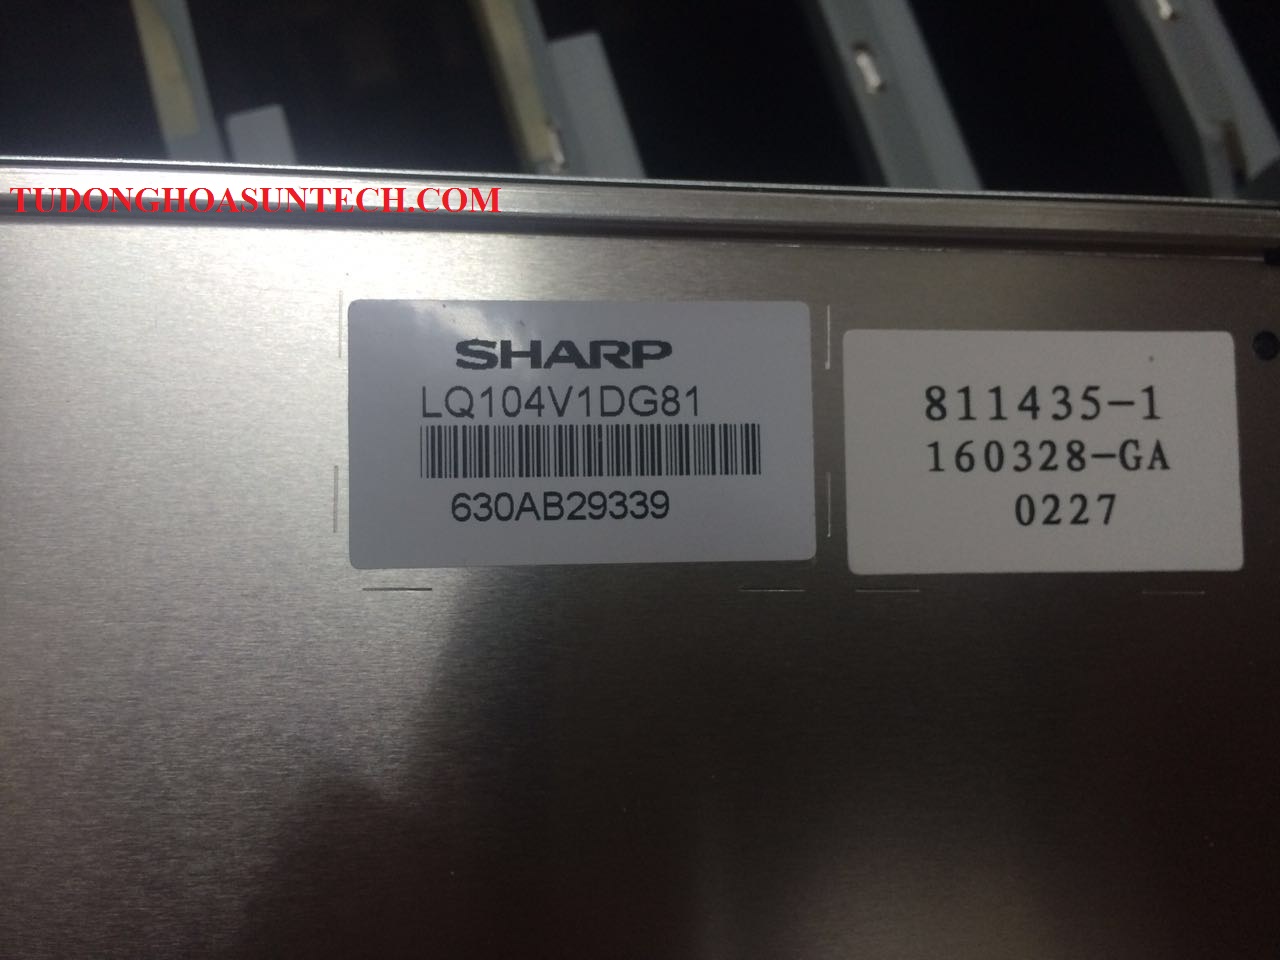 TUDONGHOASUNTECH.COM
SHARP
LQ104V1DG81
630AB29339
811435-1
160328-GA
0227